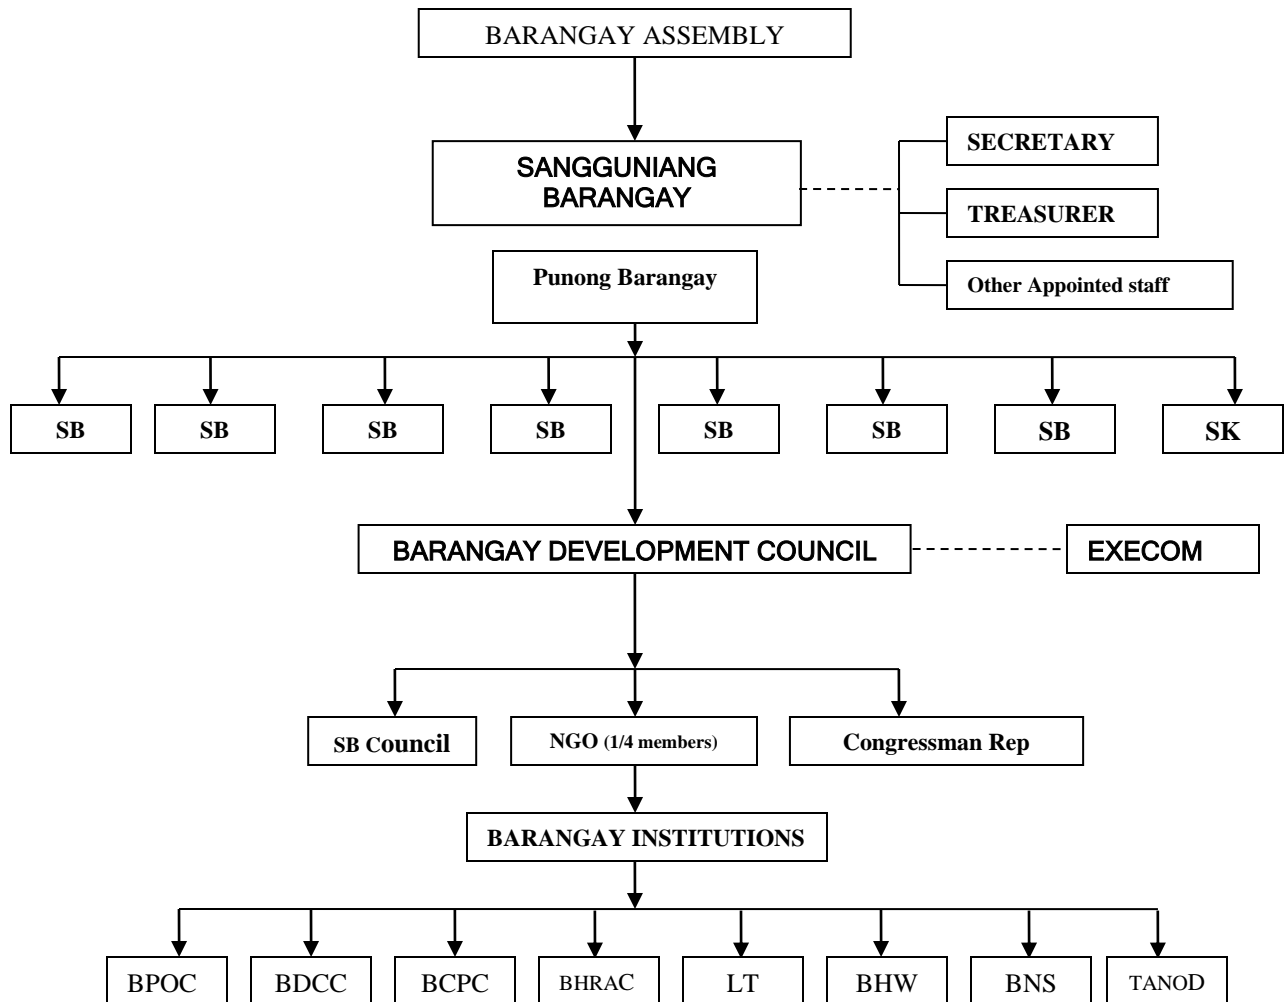 BARANGAY ASSEMBLY
SANGGUNIANG
BARANGAY
SECRETARY
TREASURER
Other Appointed staff
Punong Barangay
SB
SB
SB
SB
SB
SB
SB
SK
BARANGAY DEVELOPMENT COUNCIL
EXECOM
SB Council
NGO (1/4 members)
Congressman Rep
BARANGAY INSTITUTIONS
BPOC
BDCC
BCPC
BHRAC
LT
BHW
BNS
TANOD